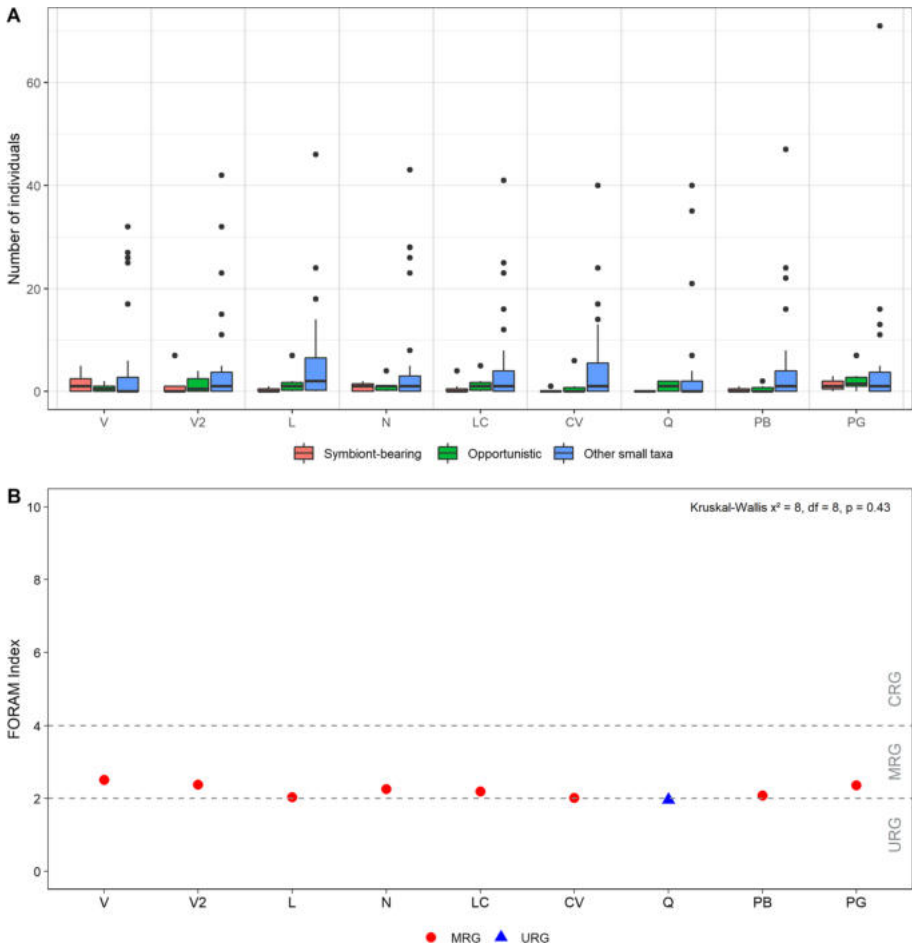 A
Number of individuals
60
40
20
0
V V2 L N LC CV Q PB PG
Symbiont-bearing Opportunistic Other small taxa
B
Kruskal-Wallis x² = 8, df = 8, p = 0.43
FORAM Index
10
8
6
4
2
0
CRG
MRG
URG
V V2 L N LC CV Q PB PG
MRG URG